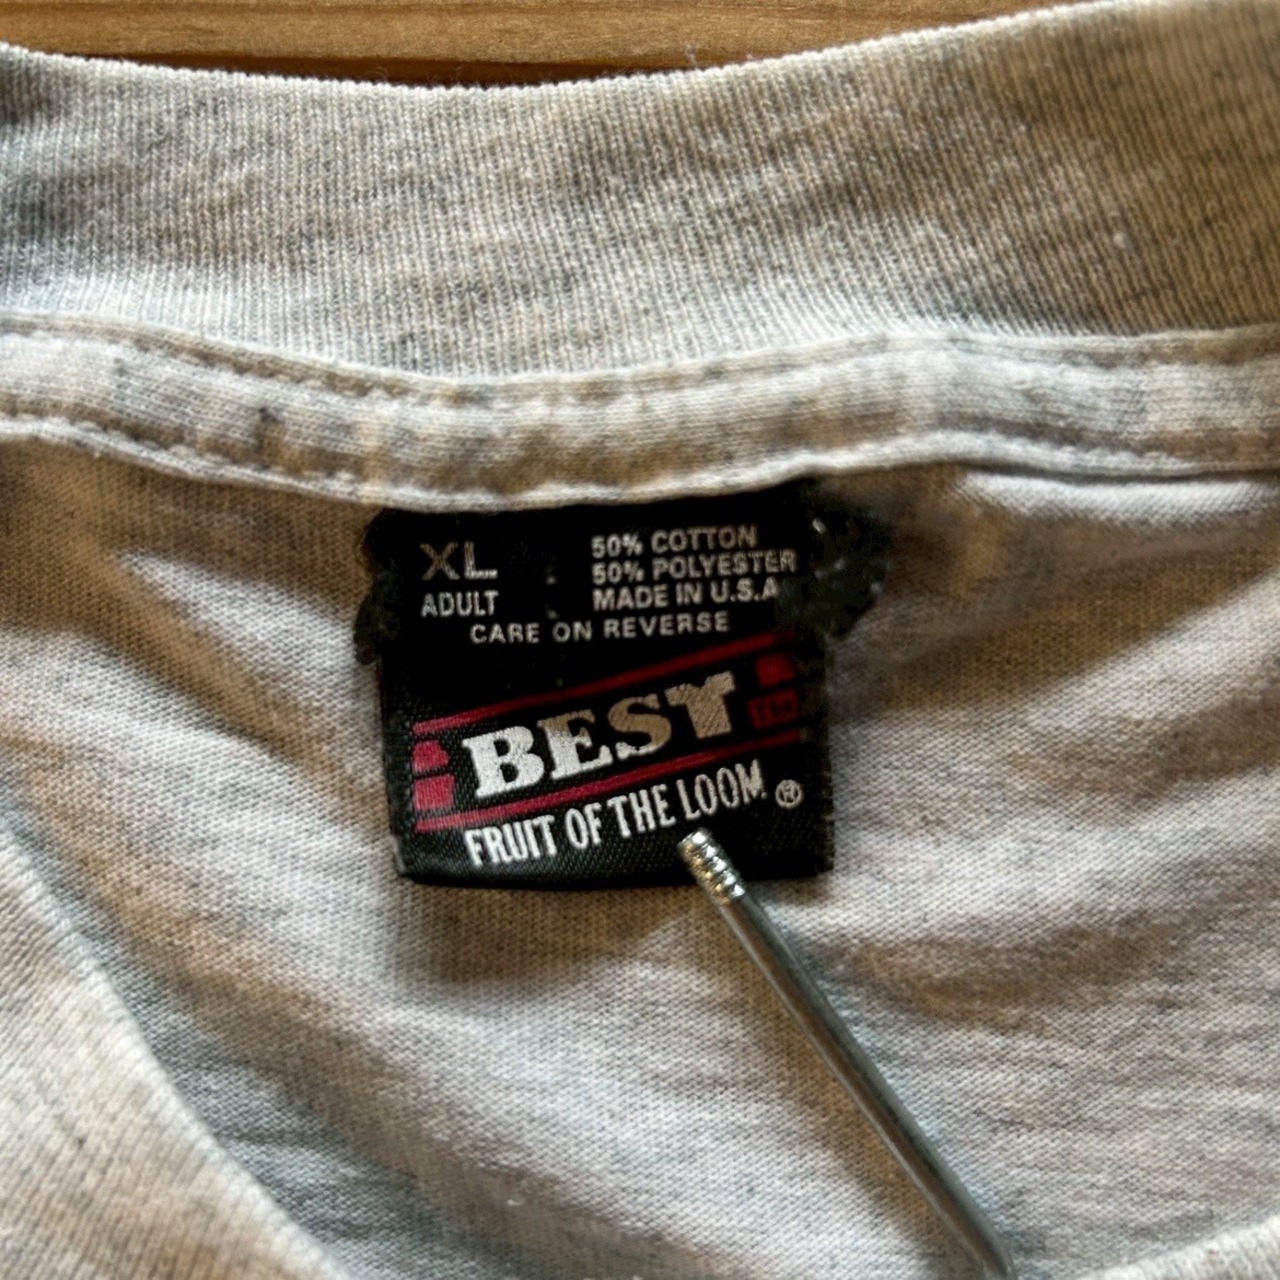 XL
ADULT
50% COTTON
50% POLYESTER
MADE IN U.S.A
CARE ON REVERSE
BEST
FRUIT OF THE LOOM ®